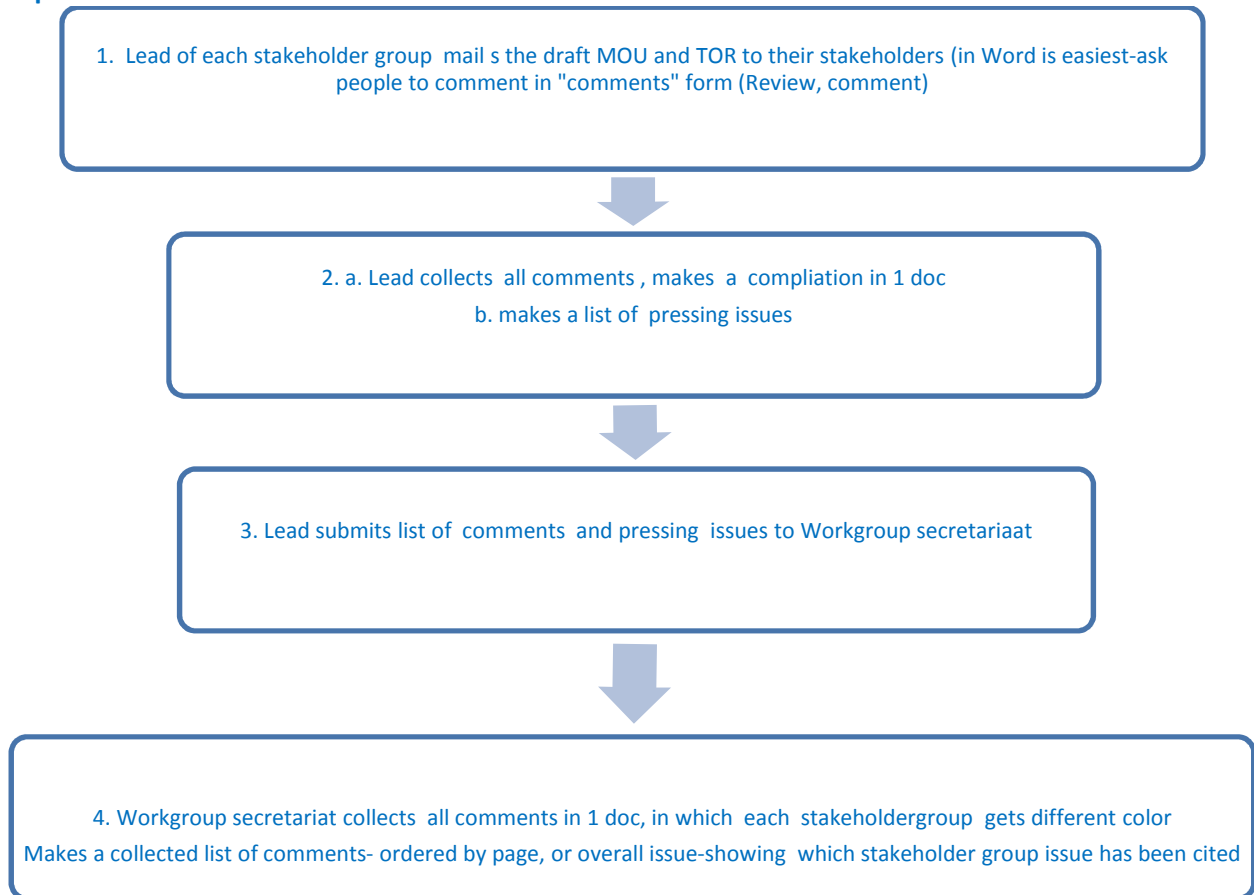 1. Lead of each stakeholder group mail s the draft MOU and TOR to their stakeholders (in Word is easiest-ask
people to comment in "comments" form (Review, comment)
2. a. Lead collects all comments , makes a compliation in 1 doc
b. makes a list of pressing issues
3. Lead submits list of comments and pressing issues to Workgroup secretariaat
4. Workgroup secretariat collects all comments in 1 doc, in which each stakeholdergroup gets different color
Makes a collected list of comments- ordered by page, or overall issue-showing which stakeholder group issue has been cited